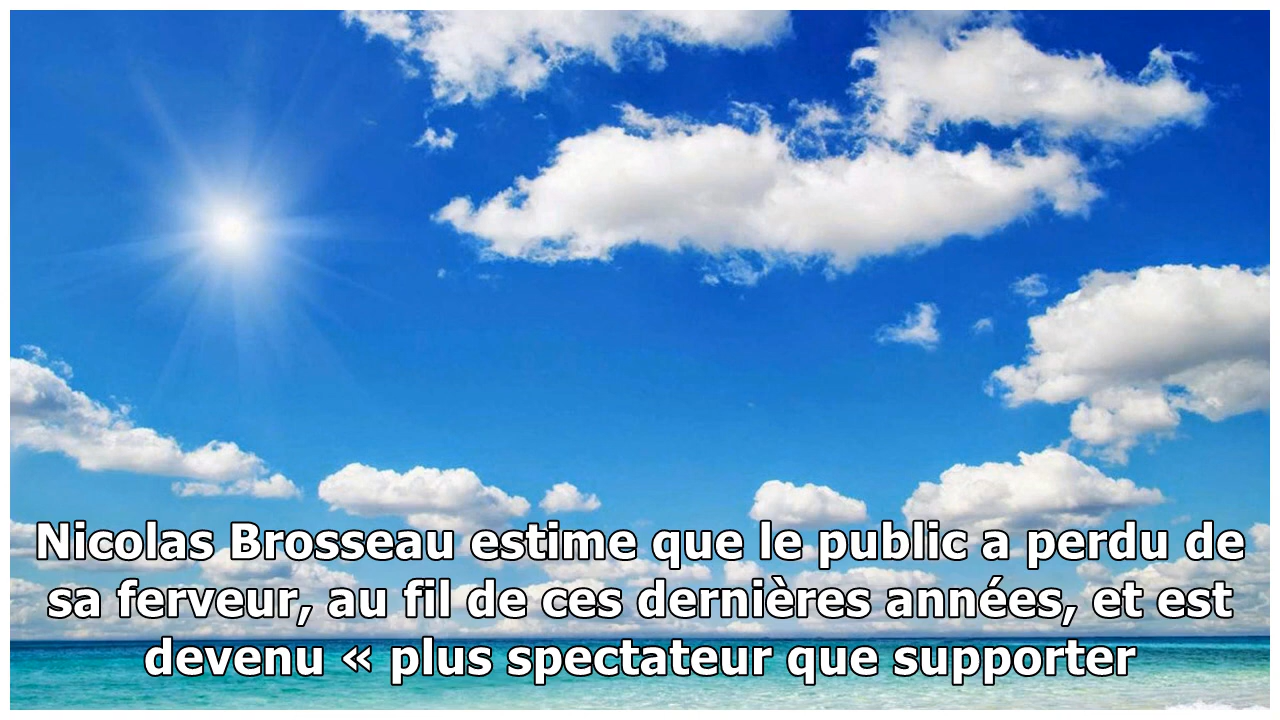 Nicolas Brosseau estime que le public a perdu de
sa ferveur, au fil de ces dernières années, et est
devenu « plus spectateur que supporter